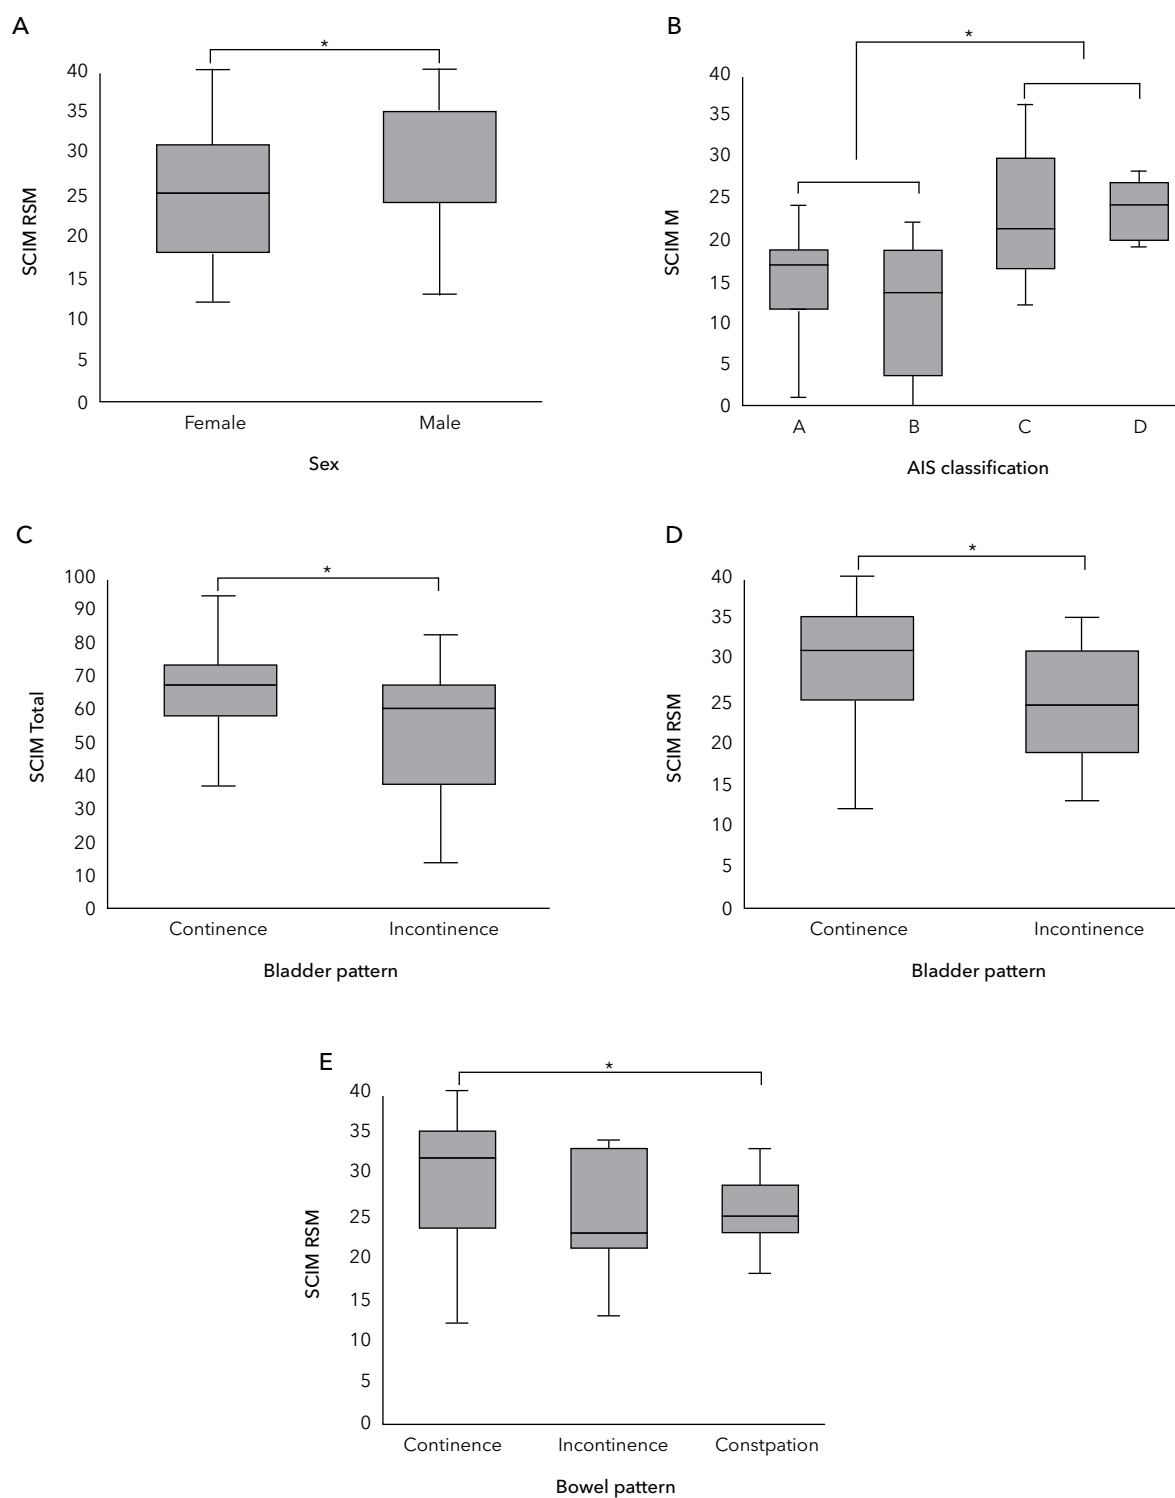 A
*
40
35
30
25
20
15
10
5
0
SCIM RSM
Female Male
Sex
B
*
40
35
30
25
20
15
10
5
0
SCIM M
A B C D
AIS classification
C
*
100
90
80
70
60
50
40
30
20
10
0
SCIM Total
Continence Incontinence
Bladder pattern
D
*
40
35
30
25
20
15
10
5
0
SCIM RSM
Continence Incontinence
Bladder pattern
E
*
40
35
30
25
20
15
10
5
0
SCIM RSM
Continence Incontinence Constpation
Bowel pattern